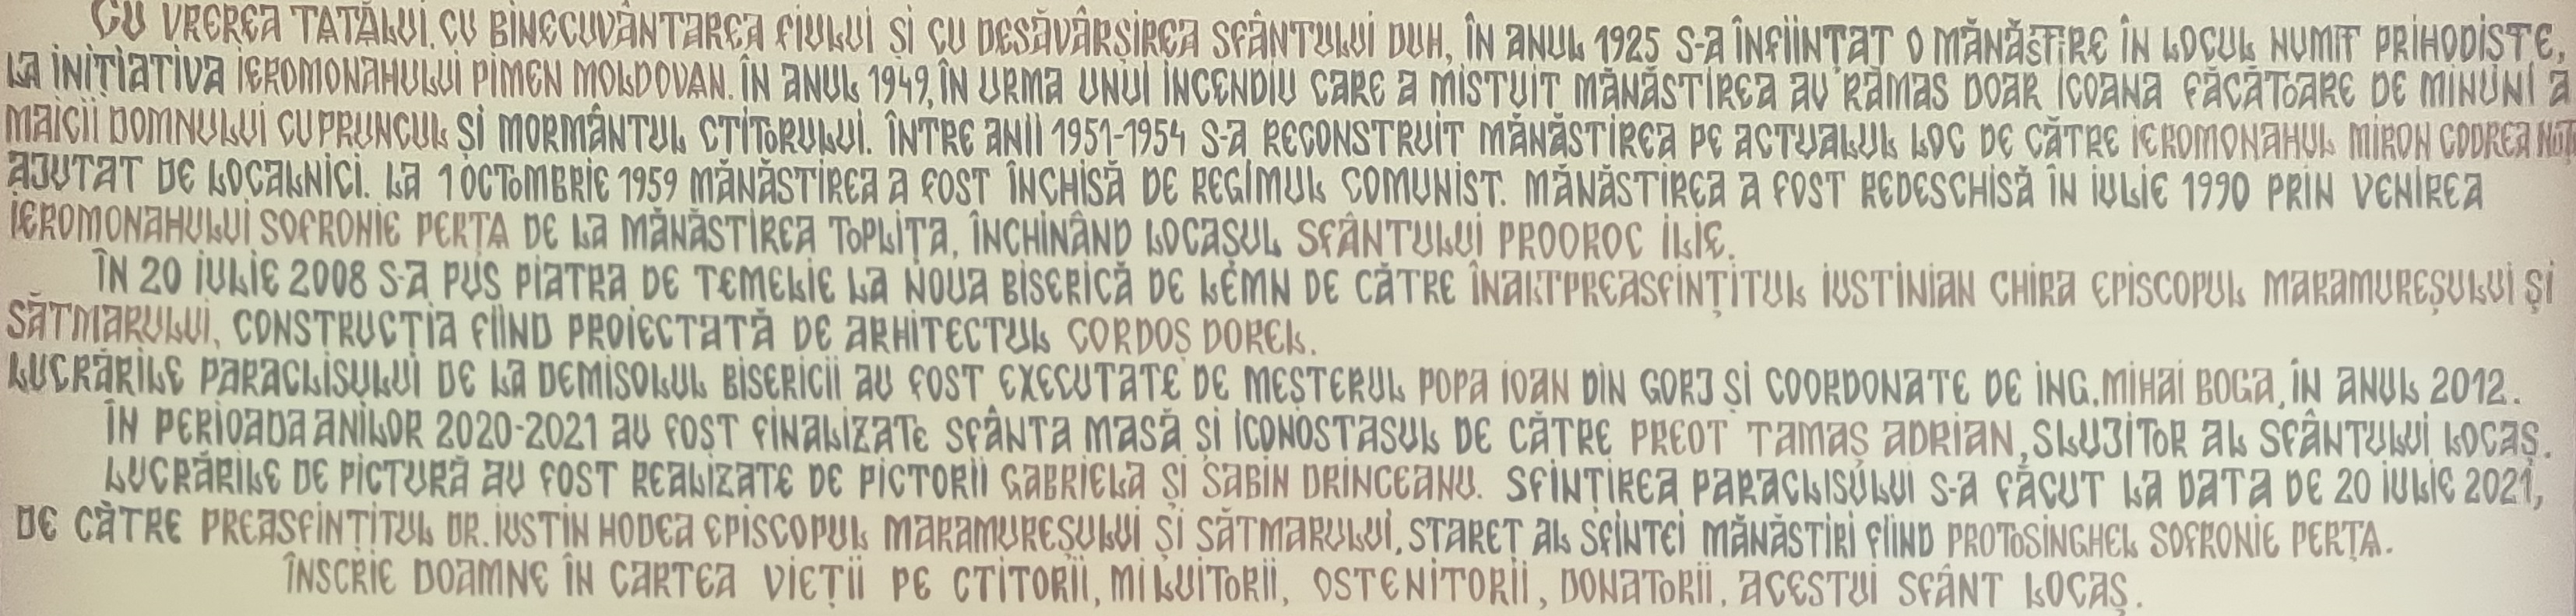 CU VREREA TATĂLUI, CU BINECUVÂNTAREA FIULUI ȘI CU DESĂVÂRȘIREA SFÂNTULUI DUH, ÎN ANUL 1925 S-A ÎNFIINȚAT O MĂNĂSTIRE ÎN LOCUL NUMIT PRIHODIȘTE,
LA INIȚIATIVA IEROMONAHULUI PIMEN MOLDOVAN. ÎN ANUL 1949, ÎN URMA UNUI INCENDIU CARE A MISTUIT MĂNĂSTIREA AU RĂMAS DOAR ICOANA FĂCĂTOARE DE MINUNI A
MAICII DOMNULUI CU PRUNCUL ȘI MORMÂNTUL CTITORULUI. ÎNTRE ANII 1951-1954 S-A RECONSTRUIT MĂNĂSTIREA PE ACTUALUL LOC DE CĂTRE IEROMONAHUL MIRON CODREA
AJUTAT DE LOCALNICI. LA 1 OCTOMBRIE 1959 MĂNĂSTIREA A FOST ÎNCHISĂ DE REGIMUL COMUNIST. MĂNĂSTIREA A FOST REDESCHISĂ ÎN IULIE 1990 PRIN VENIREA
IEROMONAHULUI SOFRONIE PERȚA DE LA MĂNĂSTIREA TOPLIȚA, ÎNCHINÂND LOCAȘUL SFÂNTULUI PROOROC ILIE.
ÎN 20 IULIE 2008 S-A PUS PIATRA DE TEMELIE LA NOUA BISERICĂ DE LEMN DE CĂTRE ÎNALTPREASFINȚITUL IUSTINIAN CHIRA EPISCOPUL MARAMUREȘULUI ȘI
SĂTMARULUI, CONSTRUCȚIA FIIND PROIECTATĂ DE ARHITECTUL CORDOȘ DOREL.
LUCRĂRILE PARACLISULUI DE LA DEMISOLUL BISERICII AU FOST EXECUTATE DE MEȘTERUL POPA IOAN DIN GORJ ȘI COORDONATE DE ING. MIHAI BOGA, ÎN ANUL 2012.
ÎN PERIOADA ANILOR 2020-2021 AU FOST FINALIZATE SFÂNTA MASĂ ȘI ICONOSTASUL DE CĂTRE PREOT TAMAȘ ADRIAN, SLUJITOR AL SFÂNTULUI LOCAȘ.
LUCRĂRILE DE PICTURĂ AU FOST REALIZATE DE PICTORII GABRIELA ȘI SABIN DRINCEANU. SFINȚIREA PARACLISULUI S-A FĂCUT LA DATA DE 20 IULIE 2021,
DE CĂTRE PREASFINȚITUL DR. IUSTIN HODEA EPISCOPUL MARAMUREȘULUI ȘI SĂTMARULUI, STAREȚ AL SFINTEI MĂNĂSTIRI FIIND PROTOSINGHEL SOFRONIE PERȚA.
ÎNSCRIE DOAMNE ÎN CARTEA VIEȚII PE CTITORII, MILUITORII, OSTENITORII, DONATORII, ACESTUI SFÂNT LOCAȘ.